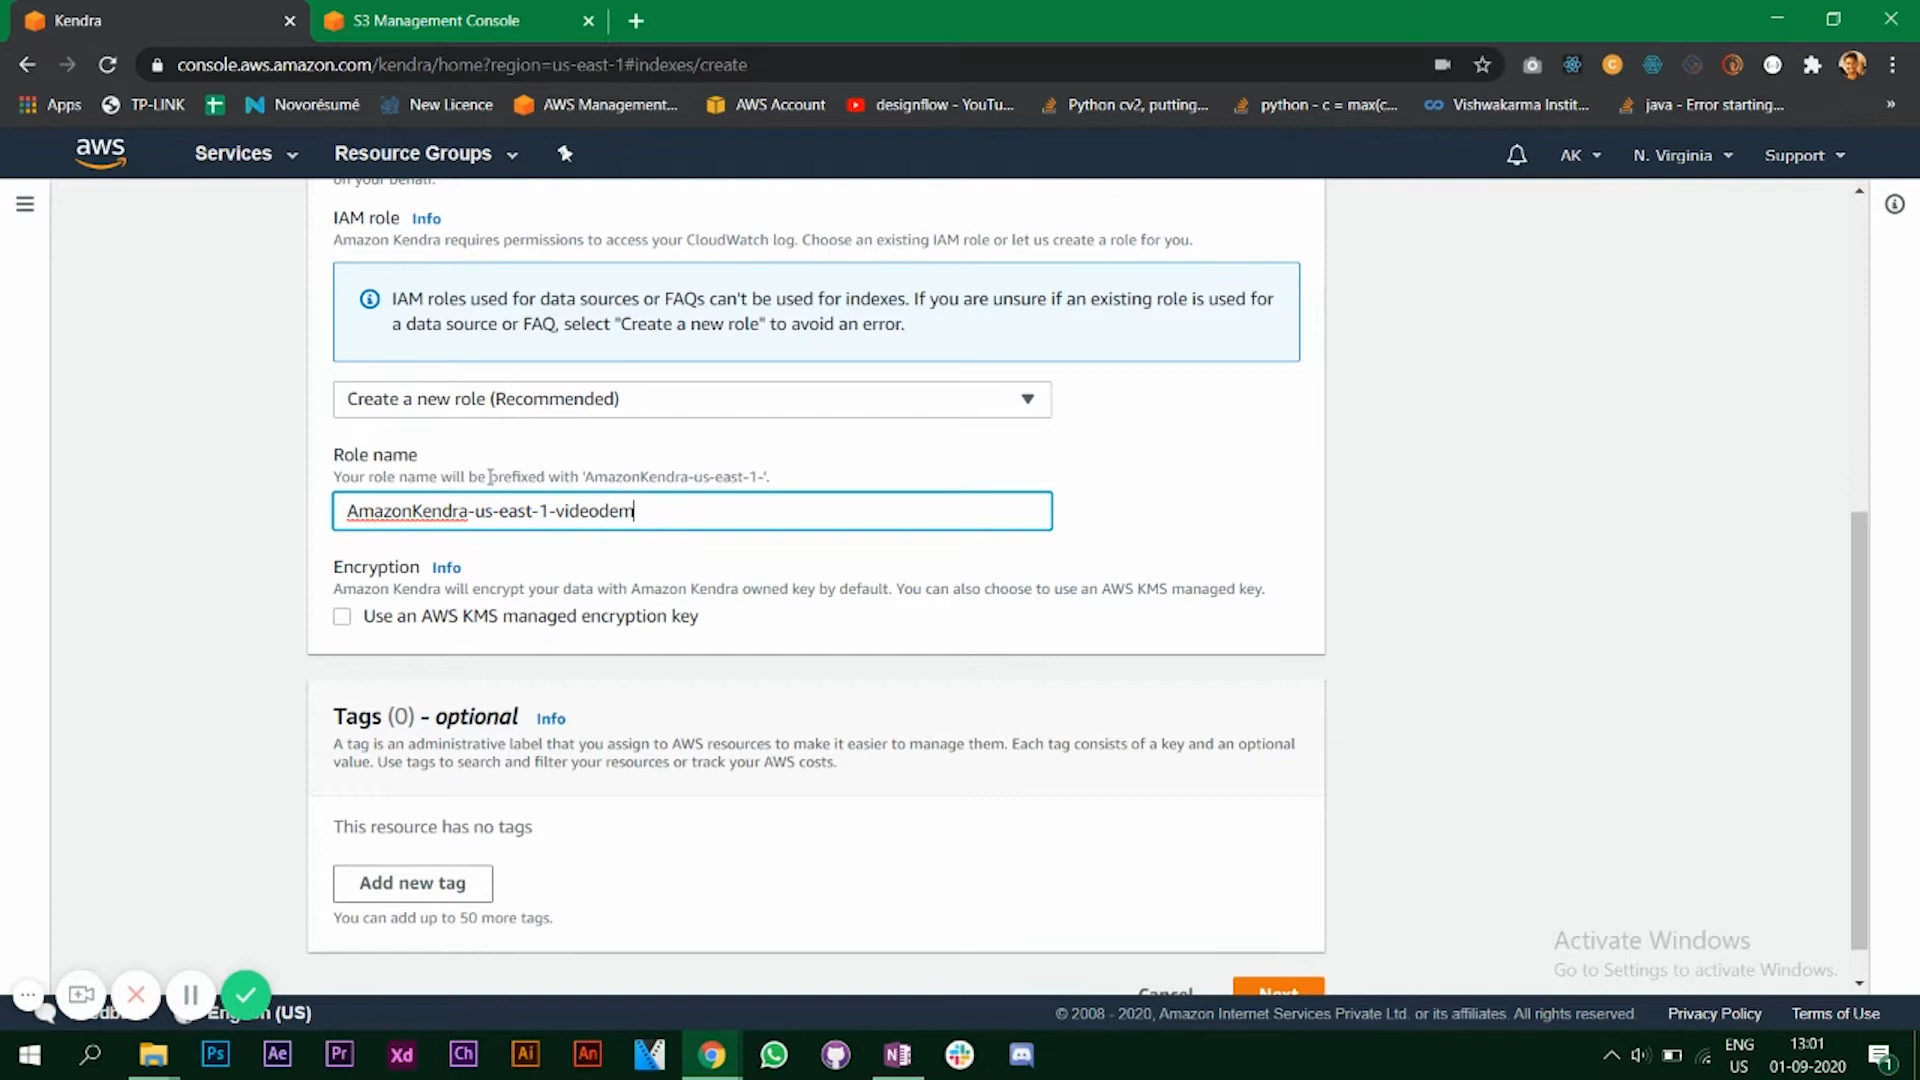 Kendra
S3 Management Console
console.aws.amazon.com/kendra/home?region=us-east-1#indexes/create
Apps
TP-LINK
Novorésumé
New Licence
AWS Management...
AWS Account
designflow - YouTu...
Python cv2, putting...
python - c = max(c...
Vishwakarma Instit...
java - Error starting...
aws
Services
Resource Groups
AK
N. Virginia
Support
on your behalf.
IAM role Info
Amazon Kendra requires permissions to access your CloudWatch log. Choose an existing IAM role or let us create a role for you.
IAM roles used for data sources or FAQs can't be used for indexes. If you are unsure if an existing role is used for
a data source or FAQ, select "Create a new role" to avoid an error.
Create a new role (Recommended)
Role name
Your role name will be prefixed with 'AmazonKendra-us-east-1-'.
AmazonKendra-us-east-1-videodem
Encryption Info
Amazon Kendra will encrypt your data with Amazon Kendra owned key by default. You can also choose to use an AWS KMS managed key.
Use an AWS KMS managed encryption key
Tags (0) - optional Info
A tag is an administrative label that you assign to AWS resources to make it easier to manage them. Each tag consists of a key and an optional
value. Use tags to search and filter your resources or track your AWS costs.
This resource has no tags
Add new tag
You can add up to 50 more tags.
Activate Windows
Go to Settings to activate Windows.
Cancel
Next
(US)
© 2008 - 2020, Amazon Internet Services Private Ltd. or its affiliates. All rights reserved.
Privacy Policy
Terms of Use
Ps
Ae
Pr
Xd
Ch
Ai
An
N
ENG
US
13:01
01-09-2020
1